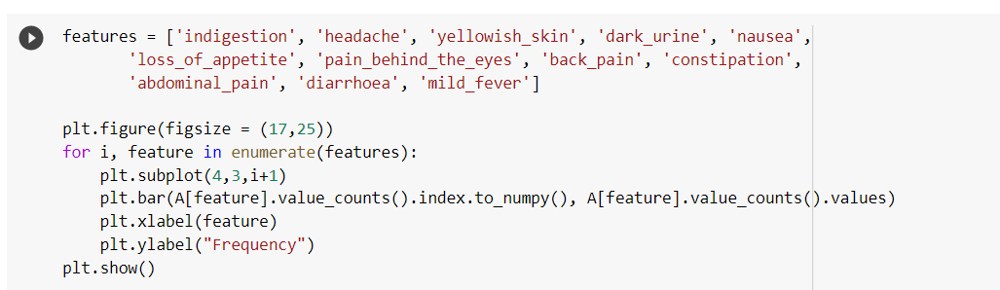 features = ['indigestion', 'headache', 'yellowish_skin', 'dark_urine', 'nausea',
       'loss_of_appetite', 'pain_behind_the_eyes', 'back_pain', 'constipation',
       'abdominal_pain', 'diarrhoea', 'mild_fever']

plt.figure(figsize = (17,25))
for i, feature in enumerate(features):
    plt.subplot(4,3,i+1)
    plt.bar(A[feature].value_counts().index.to_numpy(), A[feature].value_counts().values)
    plt.xlabel(feature)
    plt.ylabel("Frequency")
plt.show()